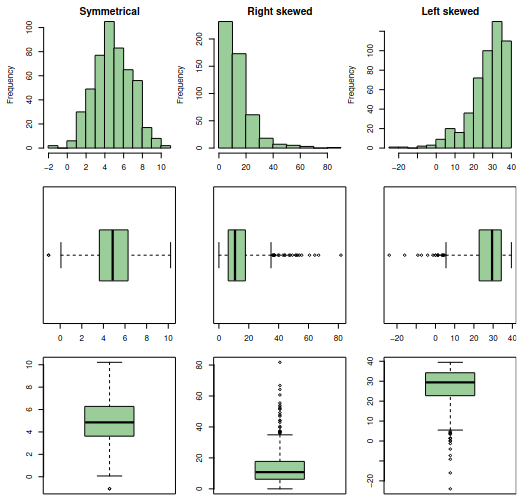 Symmetrical
Right skewed
Left skewed
Frequency
0 20 40 60 80 100
−2 0 2 4 6 8 10
Frequency
0 50 100 150 200
0 20 40 60 80
Frequency
0 20 40 60 80 100
−20 0 10 20 30 40
0 2 4 6 8 10
0 20 40 60 80
−20 0 10 20 30 40
0 2 4 6 8 10
0 20 40 60 80
−20 0 10 20 30 40